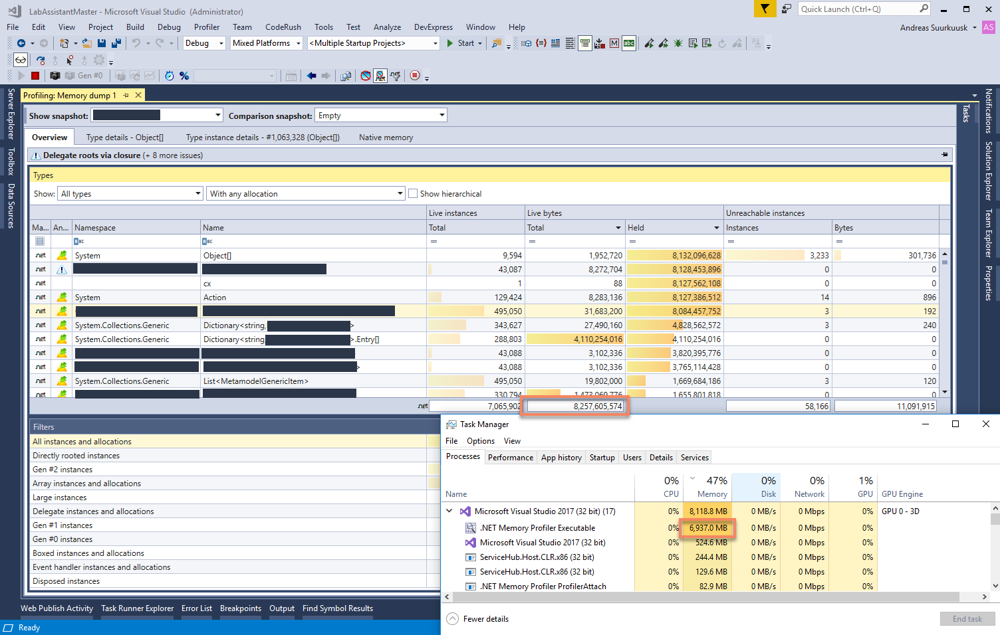 LabAssistantMaster - Microsoft Visual Studio (Administrator)
Quick Launch (Ctrl+Q)
File Edit View Project Build Debug Profiler Team CodeRush Tools Test Analyze DevExpress Window Help
Andreas Suurkuusk AS
Debug Mixed Platforms <Multiple Startup Projects> Start
Gen #0
Server Explorer
Toolbox
Data Sources
Profiling: Memory dump 1
Show snapshot: Comparison snapshot: Empty
Overview Type details - Object[] Type instance details - #1,063,328 (Object[]) Native memory
Delegate roots via closure (+ 8 more issues)
Types
Show: All types With any allocation Show hierarchical
Live instances Live bytes Unreachable instances
Ma... An... Namespace Name Total Total Held Instances Bytes
.net System Object[] 9,594 1,952,720 8,132,096,628 3,233 301,736
.net 43,087 8,272,704 8,128,453,896 0 0
.net cx 1 88 8,127,562,108 0 0
.net System Action 129,424 8,283,136 8,127,386,512 14 896
.net 495,050 31,683,200 8,084,457,752 3 192
.net System.Collections.Generic Dictionary<string, > 343,627 27,490,160 4,828,562,572 3 240
.net System.Collections.Generic Dictionary<string, >.Entry[] 288,803 4,110,254,016 4,110,254,016 0 0
.net 43,088 3,102,336 3,820,395,776 0 0
.net > 43,088 3,102,336 3,765,114,428 0 0
.net System.Collections.Generic List<MetamodelGenericItem> 495,050 19,802,000 1,669,684,186 3 120
.net 330,794 1,473,069,776 1,655,801,818 0 0
.net 7,065,902 8,257,605,574 58,166 11,091,915
Filters
All instances and allocations
Directly rooted instances
Gen #2 instances
Array instances and allocations
Large instances
Delegate instances and allocations
Gen #1 instances
Gen #0 instances
Boxed instances and allocations
Event handler instances and allocations
Disposed instances
Tasks
Notifications
Solution Explorer
Team Explorer
Properties
Task Manager
File Options View
Processes Performance App history Startup Users Details Services
0% 47% 0% 0% 1%
Name CPU Memory Disk Network GPU GPU Engine
Microsoft Visual Studio 2017 (32 bit) (17) 0% 8,118.8 MB 0 MB/s 0 Mbps 0% GPU 0 - 3D
.NET Memory Profiler Executable 0% 6,937.0 MB 0 MB/s 0 Mbps 0%
Microsoft Visual Studio 2017 (32 bit) 0% 524.6 MB 0 MB/s 0 Mbps 0%
ServiceHub.Host.CLR.x86 (32 bit) 0% 244.4 MB 0 MB/s 0 Mbps 0%
ServiceHub.Host.CLR.x86 (32 bit) 0% 129.6 MB 0 MB/s 0 Mbps 0%
.NET Memory Profiler ProfilerAttach 0% 82.9 MB 0 MB/s 0 Mbps 0%
Fewer details End task
Web Publish Activity Task Runner Explorer Error List Breakpoints Output Find Symbol Results
Ready